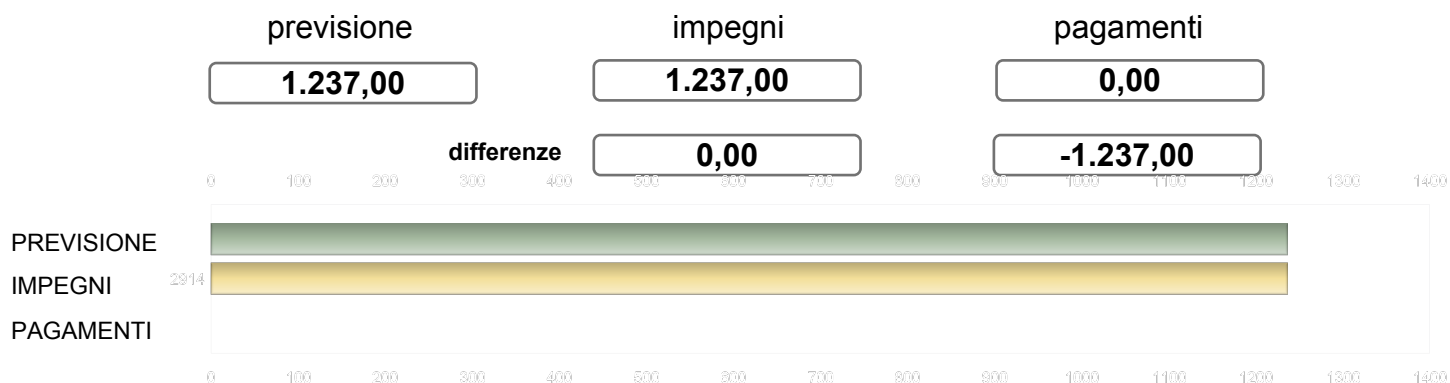 previsione impegni pagamenti
1.237,00 1.237,00 0,00
differenze 0,00 -1.237,00
0 100 200 300 400 500 600 700 800 900 1000 1100 1200 1300 1400
PREVISIONE
IMPEGNI 2914
PAGAMENTI
0 100 200 300 400 500 600 700 800 900 1000 1100 1200 1300 1400